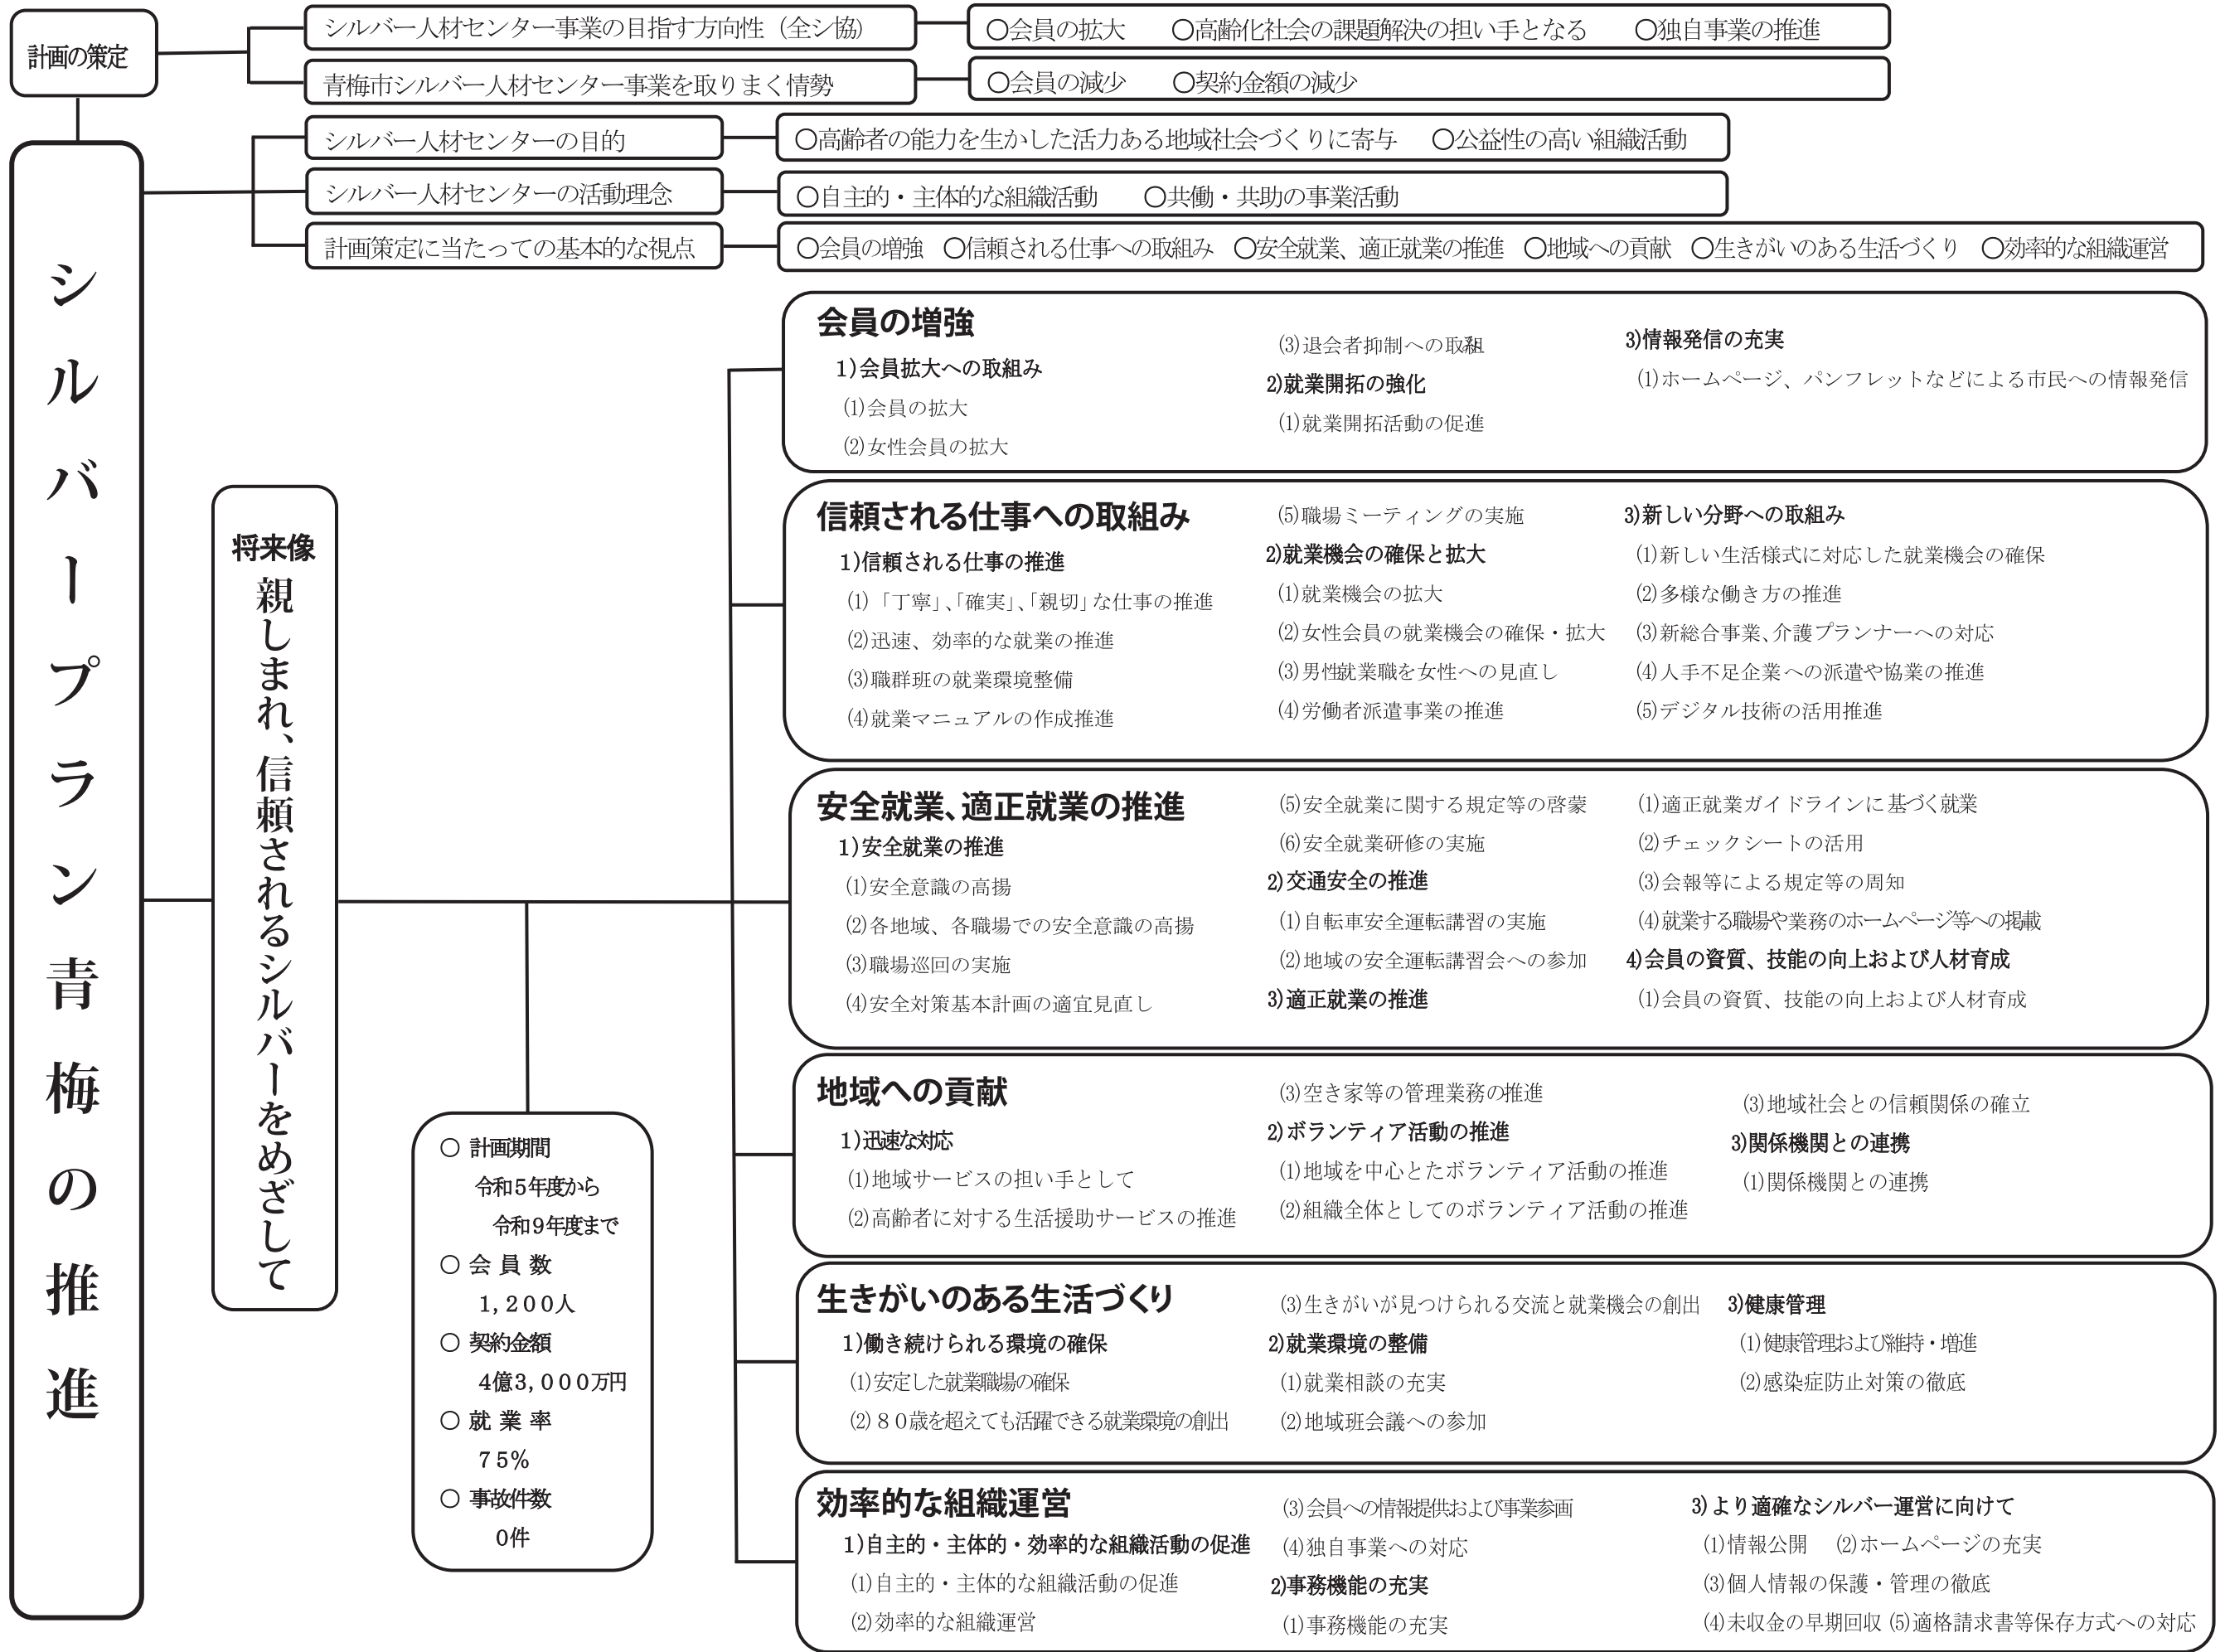 計画の策定
シルバー人材センター事業の目指す方向性（全シ協）
〇会員の拡大　〇高齢化社会の課題解決の担い手となる　〇独自事業の推進
青梅市シルバー人材センター事業を取りまく情勢
〇会員の減少　〇契約金額の減少
シルバープラン青梅の推進
シルバー人材センターの目的
〇高齢者の能力を生かした活力ある地域社会づくりに寄与　〇公益性の高い組織活動
シルバー人材センターの活動理念
〇自主的・主体的な組織活動　〇共働・共助の事業活動
計画策定に当たっての基本的な視点
〇会員の増強　〇信頼される仕事への取組み　〇安全就業、適正就業の推進　〇地域への貢献　〇生きがいのある生活づくり　〇効率的な組織運営
将来像
親しまれ、信頼されるシルバーをめざして
〇 計画期間
令和５年度から
令和９年度まで
〇 会 員 数
１,２００人
〇 契約金額
４億３,０００万円
〇 就 業 率
７５％
〇 事故件数
０件
会員の増強
1)会員拡大への取組み
(1)会員の拡大
(2)女性会員の拡大
(3)退会者抑制への取組
2)就業開拓の強化
(1)就業開拓活動の促進
3)情報発信の充実
(1)ホームページ、パンフレットなどによる市民への情報発信
信頼される仕事への取組み
1)信頼される仕事の推進
(1)「丁寧」、「確実」、「親切」な仕事の推進
(2)迅速、効率的な就業の推進
(3)職群班の就業環境整備
(4)就業マニュアルの作成推進
(5)職場ミーティングの実施
2)就業機会の確保と拡大
(1)就業機会の拡大
(2)女性会員の就業機会の確保・拡大
(3)男性就業職を女性への見直し
(4)労働者派遣事業の推進
3)新しい分野への取組み
(1)新しい生活様式に対応した就業機会の確保
(2)多様な働き方の推進
(3)新総合事業、介護プランナーへの対応
(4)人手不足企業への派遣や協業の推進
(5)デジタル技術の活用推進
安全就業、適正就業の推進
1)安全就業の推進
(1)安全意識の高揚
(2)各地域、各職場での安全意識の高揚
(3)職場巡回の実施
(4)安全対策基本計画の適宜見直し
(5)安全就業に関する規定等の啓蒙
(6)安全就業研修の実施
2)交通安全の推進
(1)自転車安全運転講習の実施
(2)地域の安全運転講習会への参加
3)適正就業の推進
(1)適正就業ガイドラインに基づく就業
(2)チェックシートの活用
(3)会報等による規定等の周知
(4)就業する職場や業務のホームページ等への掲載
4)会員の資質、技能の向上および人材育成
(1)会員の資質、技能の向上および人材育成
地域への貢献
1)迅速な対応
(1)地域サービスの担い手として
(2)高齢者に対する生活援助サービスの推進
(3)空き家等の管理業務の推進
2)ボランティア活動の推進
(1)地域を中心とたボランティア活動の推進
(2)組織全体としてのボランティア活動の推進
(3)地域社会との信頼関係の確立
3)関係機関との連携
(1)関係機関との連携
生きがいのある生活づくり
1)働き続けられる環境の確保
(1)安定した就業職場の確保
(2)８０歳を超えても活躍できる就業環境の創出
(3)生きがいが見つけられる交流と就業機会の創出
2)就業環境の整備
(1)就業相談の充実
(2)地域班会議への参加
3)健康管理
(1)健康管理および維持・増進
(2)感染症防止対策の徹底
効率的な組織運営
1)自主的・主体的・効率的な組織活動の促進
(1)自主的・主体的な組織活動の促進
(2)効率的な組織運営
(3)会員への情報提供および事業参画
(4)独自事業への対応
2)事務機能の充実
(1)事務機能の充実
3)より適確なシルバー運営に向けて
(1)情報公開　(2)ホームページの充実
(3)個人情報の保護・管理の徹底
(4)未収金の早期回収 (5)適格請求書等保存方式への対応